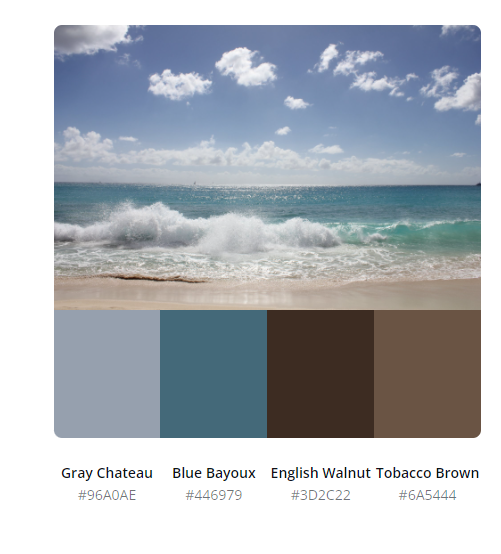 Gray Chateau Blue Bayoux English Walnut Tobacco Brown
#96A0AE #446979 #3D2C22 #6A5444